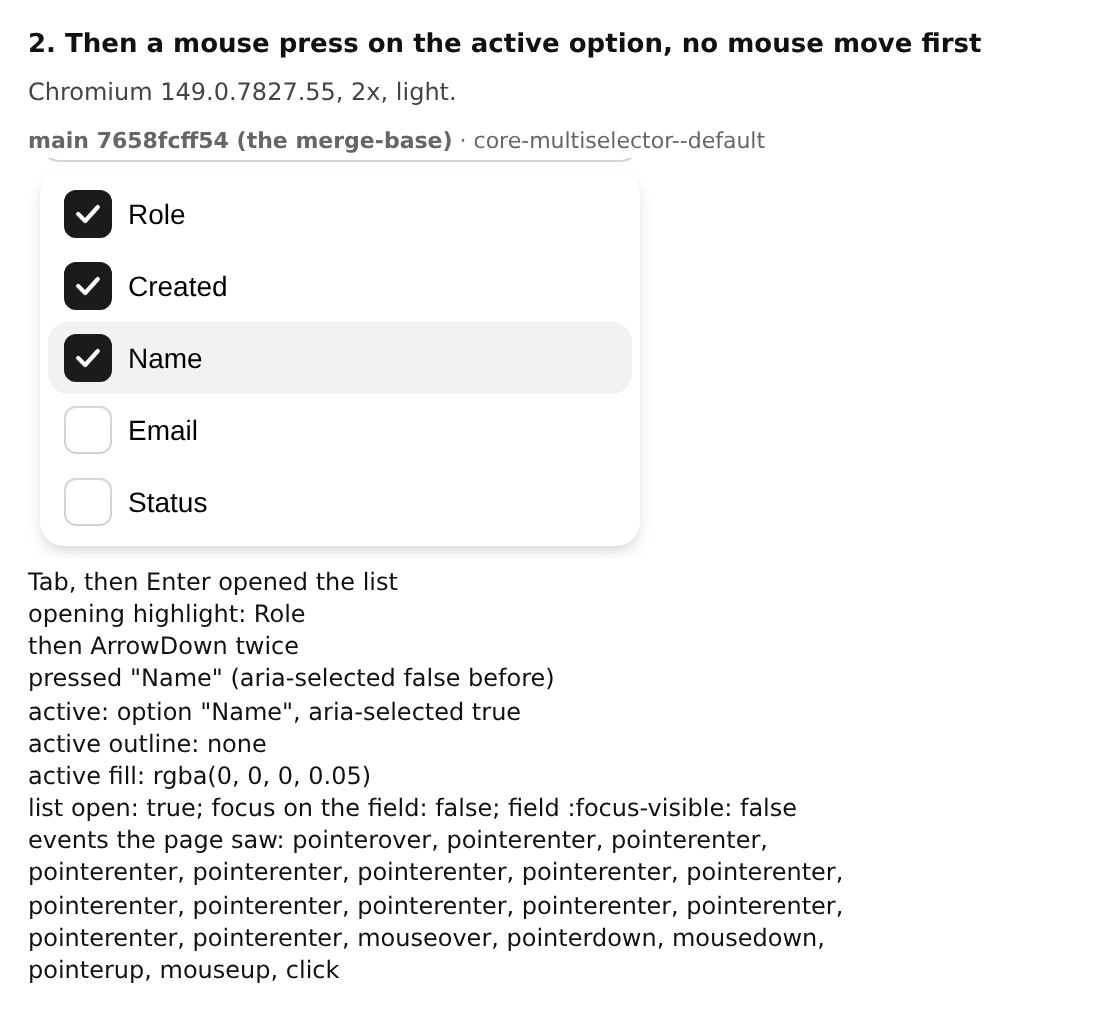 2. Then a mouse press on the active option, no mouse move first
Chromium 149.0.7827.55, 2x, light.
main 7658fcff54 (the merge-base) · core-multiselector--default
Role
Created
Name
Email
Status
Tab, then Enter opened the list
opening highlight: Role
then ArrowDown twice
pressed "Name" (aria-selected false before)
active: option "Name", aria-selected true
active outline: none
active fill: rgba(0, 0, 0, 0.05)
list open: true; focus on the field: false; field :focus-visible: false
events the page saw: pointerover, pointerenter, pointerenter,
pointerenter, pointerenter, pointerenter, pointerenter, pointerenter,
pointerenter, pointerenter, pointerenter, pointerenter, pointerenter,
pointerenter, pointerenter, mouseover, pointerdown, mousedown,
pointerup, mouseup, click